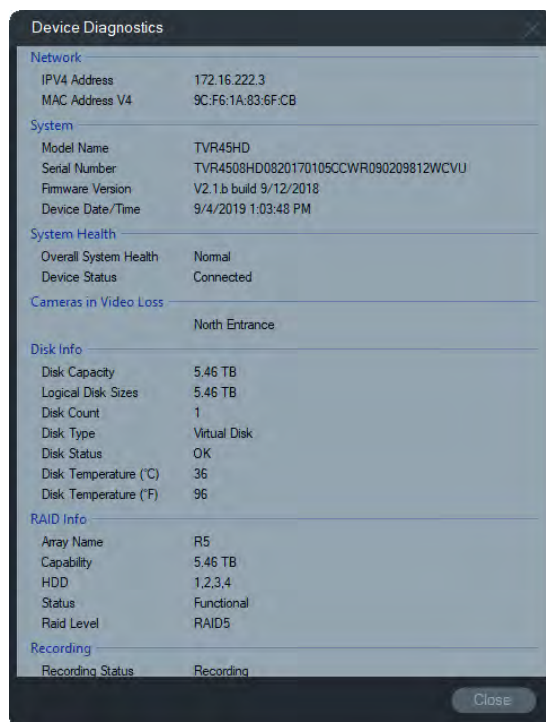 Device Diagnostics
Network
IPV4 Address 172.16.222.3
MAC Address V4 9C:F6:1A:83:6F:CB
System
Model Name TVR45HD
Serial Number TVR4508HD0820170105CCWR090209812WCVU
Firmware Version V2.1.b build 9/12/2018
Device Date/Time 9/4/2019 1:03:48 PM
System Health
Overall System Health Normal
Device Status Connected
Cameras in Video Loss
North Entrance
Disk Info
Disk Capacity 5.46 TB
Logical Disk Sizes 5.46 TB
Disk Count 1
Disk Type Virtual Disk
Disk Status OK
Disk Temperature (°C) 36
Disk Temperature (°F) 96
RAID Info
Array Name R5
Capability 5.46 TB
HDD 1,2,3,4
Status Functional
Raid Level RAID5
Recording
Recording Status Recording
Close